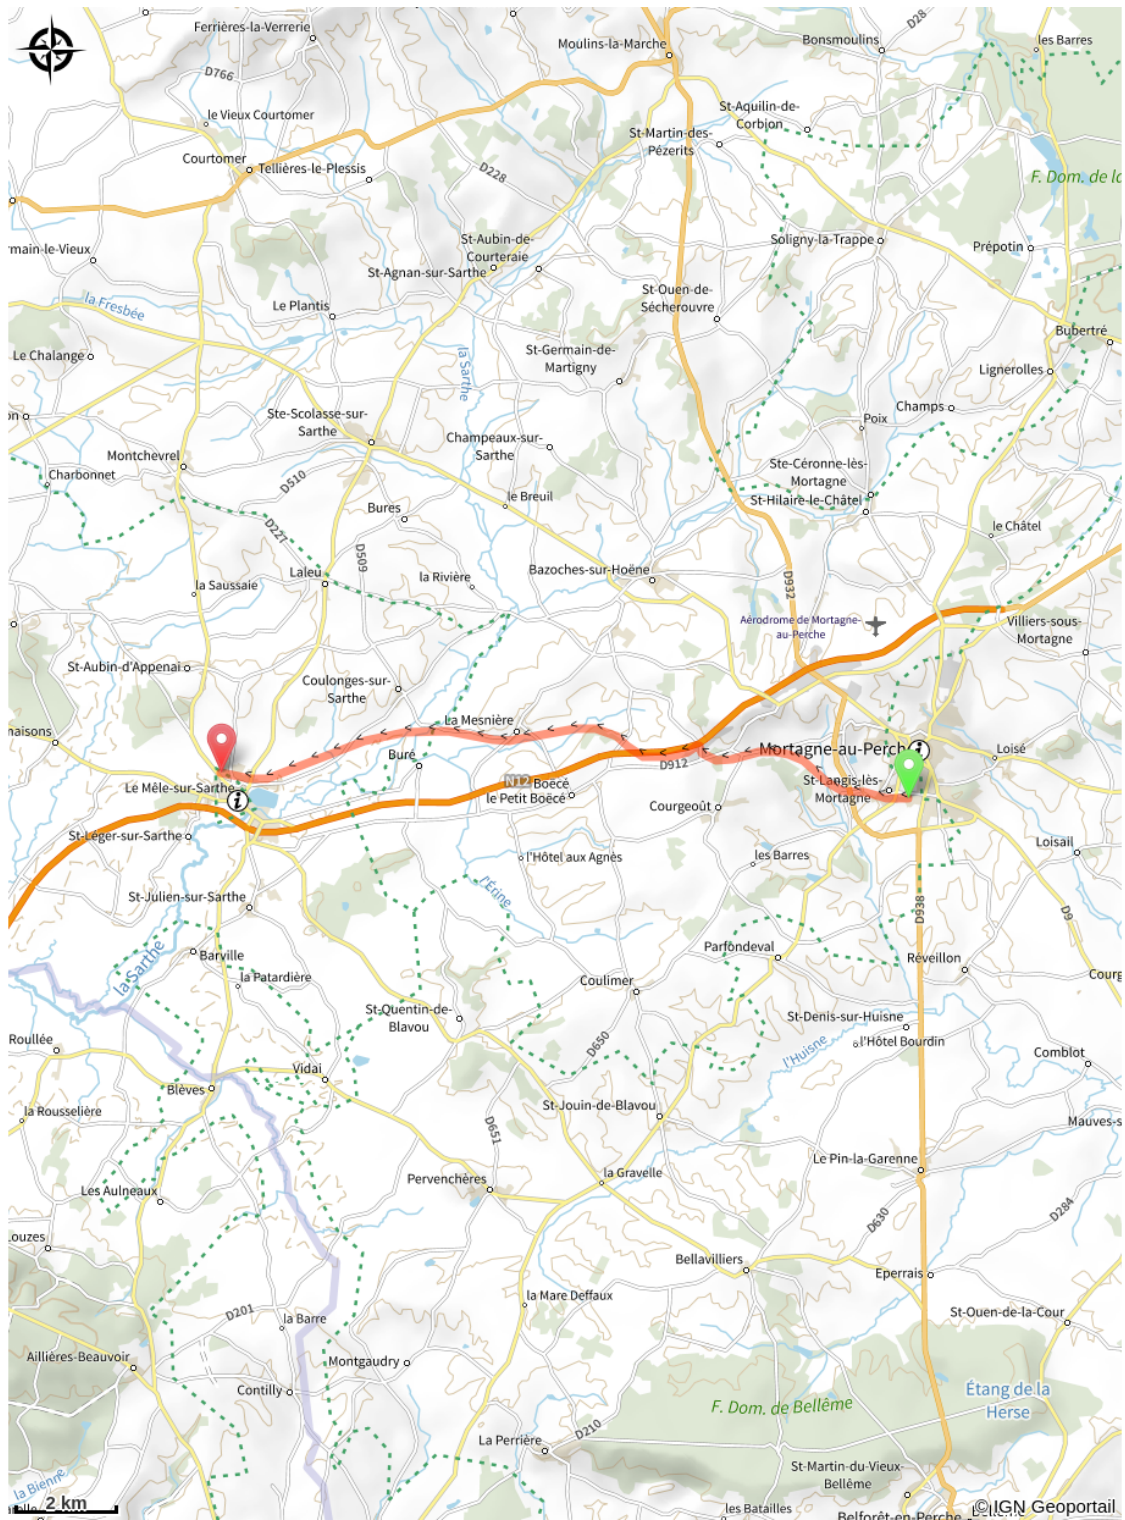 Ferrières-la-Verrerie
D28
Bonsmoulins
les Barres
Moulins-la-Marche
D766
le Vieux Courtomer
St-Aquilin-de-
Corbion
St-Martin-des-
Pézerits
Courtomer
Tellières-le-Plessis
D228
F. Dom. de la
rmain-le-Vieux
St-Aubin-de-
Courteraie
St-Agnan-sur-Sarthe
Soligny-la-Trappe
Prépotin
la Fresbée
Le Plantis
St-Ouen-de-
Sécherouvre
Bubertré
Le Chalange
la Sarthe
St-Germain-de-
Martigny
Lignerolles
on
Ste-Scolasse-sur-
Sarthe
Champs
Poix
Champeaux-sur-
Sarthe
Montchevrel
Charbonnet
D510
Ste-Céronne-lès-
Mortagne
St-Hilaire-le-Châtel
le Breuil
Bures
D227
le Châtel
D509
Laleu
la Rivière
Bazoches-sur-Hoëne
la Saussaie
D932
Aérodrome de Mortagne-
au-Perche
Villiers-sous-
Mortagne
St-Aubin-d'Appenai
Coulonges-sur-
Sarthe
La Mesnière
naisons
Buré
Mortagne-au-Perche
Loisé
D912
N12
Boëcé
le Petit Boëcé
St-Langis-lès-
Mortagne
Le Mêle-sur-Sarthe
Courgeoût
St-Léger-sur-Sarthe
l'Hôtel aux Agnès
les Barres
Loisail
l'Érine
St-Julien-sur-Sarthe
D938
D9
Barville
la Sarthe
la Patardière
Parfondeval
Réveillon
Courg
Coulimer
St-Quentin-de-
Blavou
St-Denis-sur-Huisne
l'Hôtel Bourdin
Roullée
D650
l'Huisne
Comblot
Vidai
Blèves
la Rousselière
St-Jouin-de-Blavou
D651
Mauves-s
Le Pin-la-Garenne
la Gravelle
Pervenchères
Les Aulneaux
D284
D630
ouzes
Bellavilliers
Eperrais
la Mare Deffaux
D201
la Barre
St-Ouen-de-la-Cour
Aillières-Beauvoir
Montgaudry
Contilly
F. Dom. de Bellême
Étang de la
Herse
D210
La Perrière
la Bienne
St-Martin-du-Vieux-
Bellême
2 km
les Batailles
Belforêt-en-Perche
© IGN Geoportail